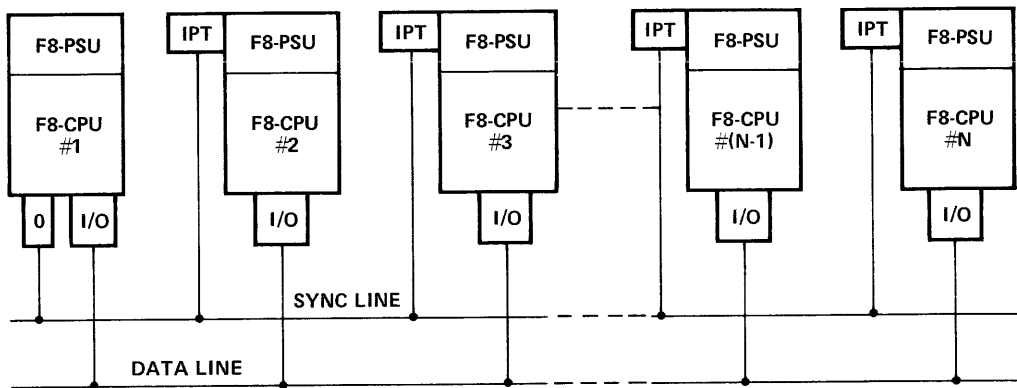 F8-PSU
F8-CPU
#1
0
I/O
IPT
F8-PSU
F8-CPU
#2
I/O
IPT
F8-PSU
F8-CPU
#3
I/O
IPT
F8-PSU
F8-CPU
#(N-1)
I/O
IPT
F8-PSU
F8-CPU
#N
I/O
SYNC LINE
DATA LINE